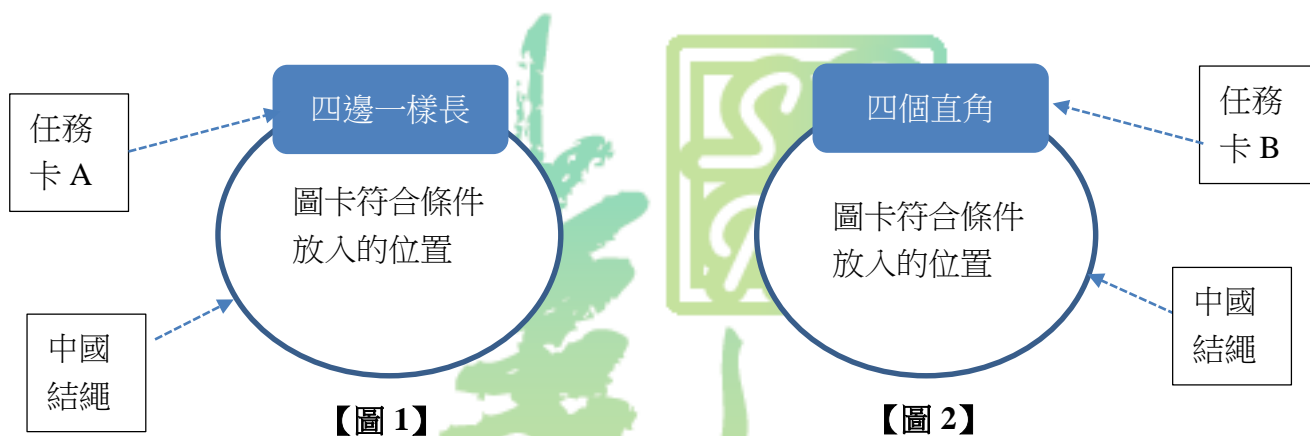 任務
卡 A
四邊一樣長
圖卡符合條件
放入的位置
中國
結繩
【圖 1】
四個直角
任務
卡 B
圖卡符合條件
放入的位置
中國
結繩
【圖 2】